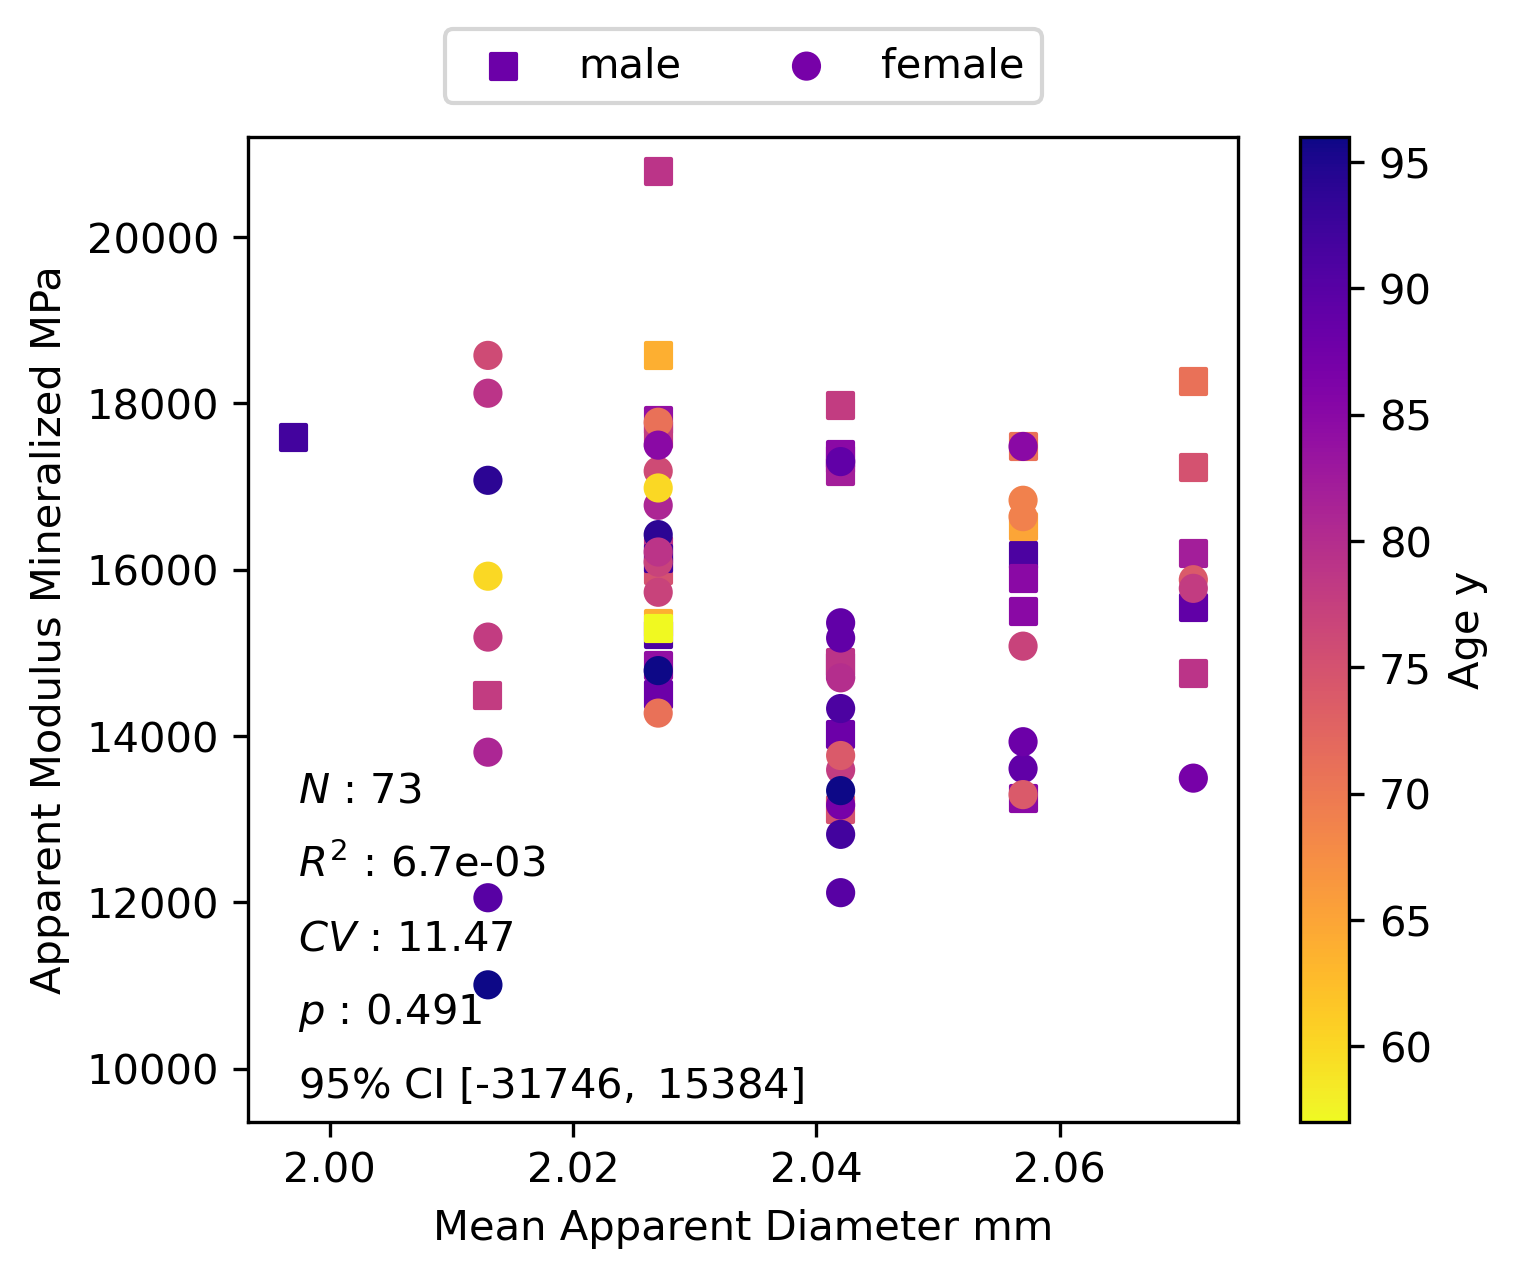 male female
20000
18000
16000
14000
12000
10000
Apparent Modulus Mineralized MPa
N : 73
R² : 6.7e-03
CV : 11.47
p : 0.491
95% CI [-31746, 15384]
2.00 2.02 2.04 2.06
Mean Apparent Diameter mm
95
90
85
80
75
70
65
60
Age y